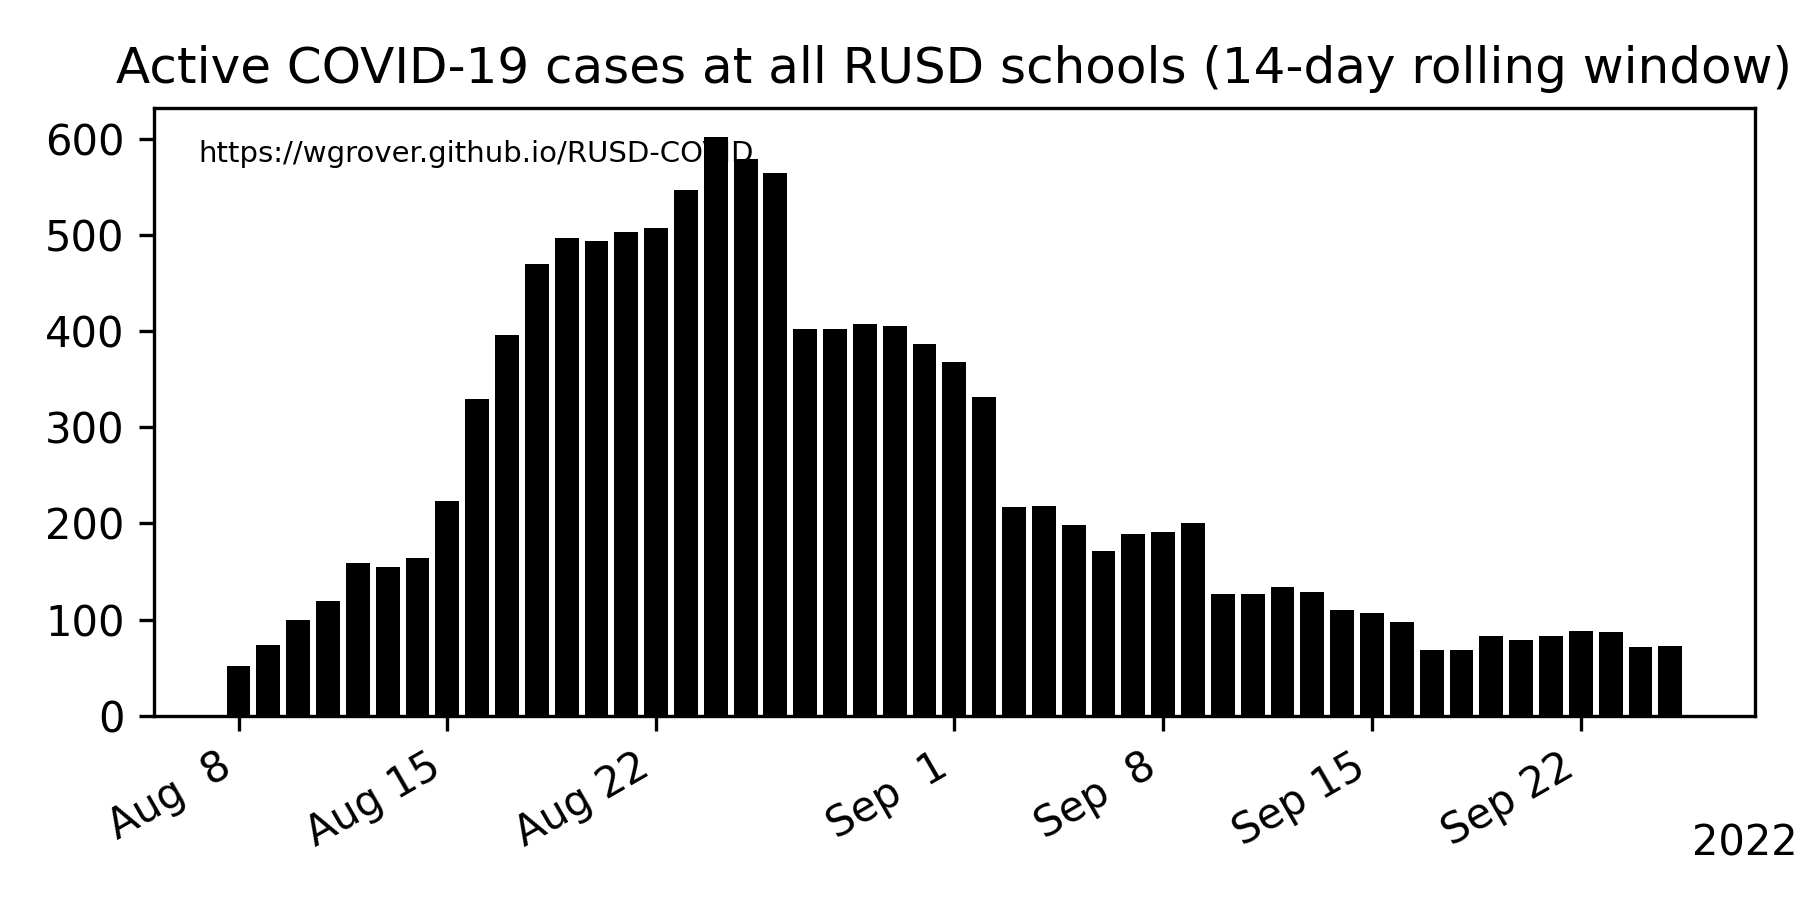 Active COVID-19 cases at all RUSD schools (14-day rolling window)
https://wgrover.github.io/RUSD-COVID
600
500
400
300
200
100
0
Aug 8
Aug 15
Aug 22
Sep 1
Sep 8
Sep 15
Sep 22
2022